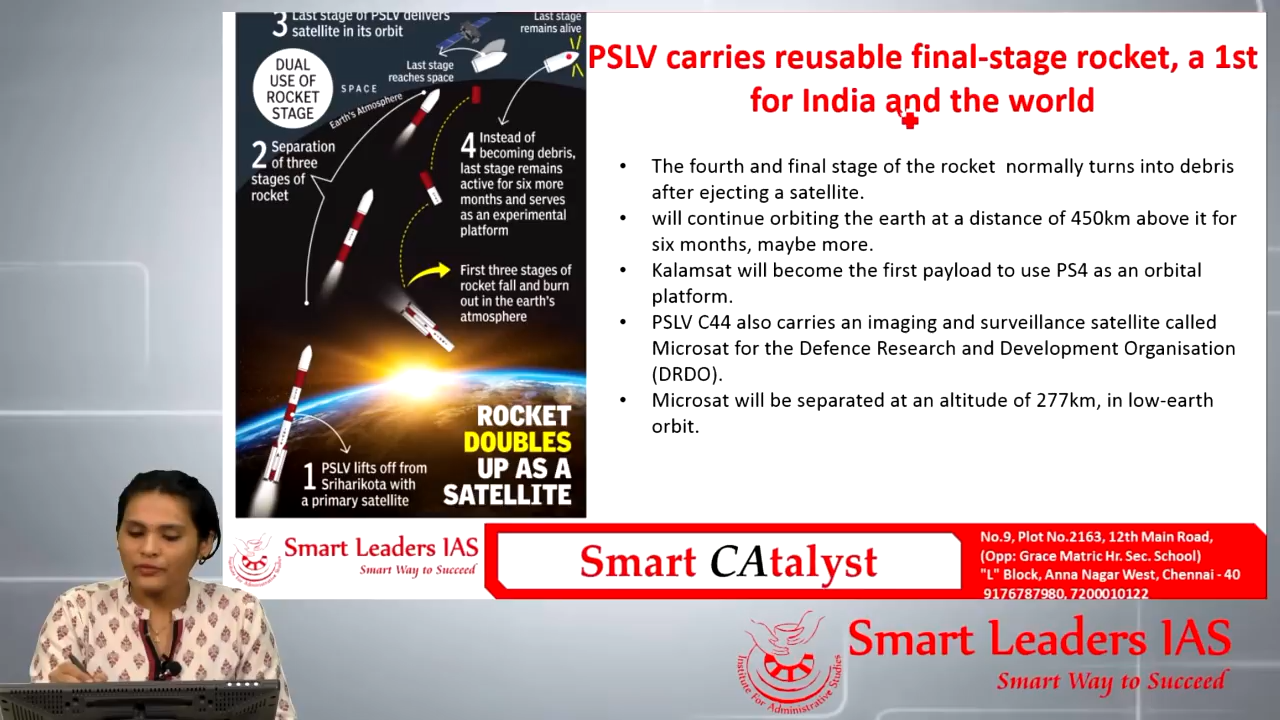 3 Last stage of PSLV delivers
satellite in its orbit
Last stage
remains alive
DUAL
USE OF
ROCKET
STAGE
SPACE
Earth's Atmosphere
Last stage
reaches space
2 Separation
of three
stages of
rocket
4 Instead of
becoming debris,
last stage remains
active for six more
months and serves
as an experimental
platform
First three stages of
rocket fall and burn
out in the earth's
atmosphere
1 PSLV lifts off from
Sriharikota with
a primary satellite
ROCKET
DOUBLES
UP AS A
SATELLITE
PSLV carries reusable final-stage rocket, a 1st
for India and the world
• The fourth and final stage of the rocket normally turns into debris
after ejecting a satellite.
• will continue orbiting the earth at a distance of 450km above it for
six months, maybe more.
• Kalamsat will become the first payload to use PS4 as an orbital
platform.
• PSLV C44 also carries an imaging and surveillance satellite called
Microsat for the Defence Research and Development Organisation
(DRDO).
• Microsat will be separated at an altitude of 277km, in low-earth
orbit.
Smart Leaders IAS
Smart Way to Succeed
Smart CAtalyst
No.9, Plot No.2163, 12th Main Road,
(Opp: Grace Matric Hr. Sec. School)
"L" Block, Anna Nagar West, Chennai - 40
9176787980, 7200010122
Institute For Administrative Studies
Smart Leaders IAS
Smart Way to Succeed